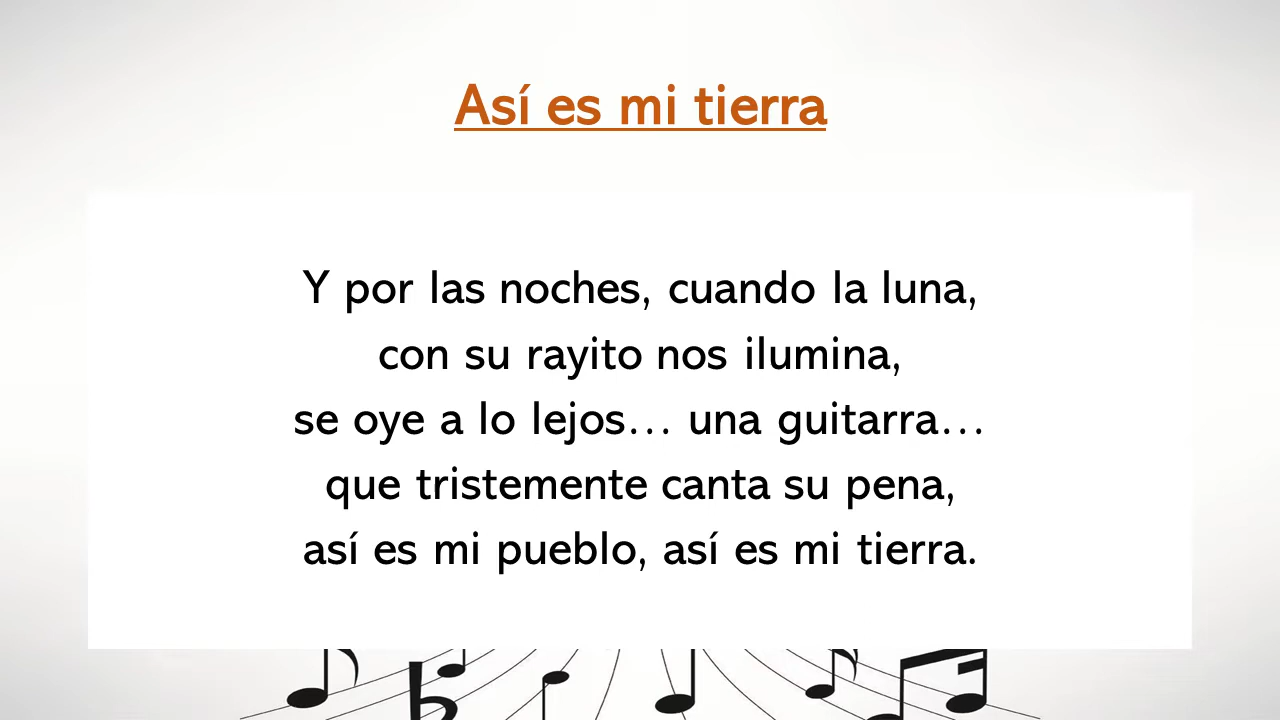 Así es mi tierra
Y por las noches, cuando la luna,
con su rayito nos ilumina,
se oye a lo lejos… una guitarra…
que tristemente canta su pena,
así es mi pueblo, así es mi tierra.